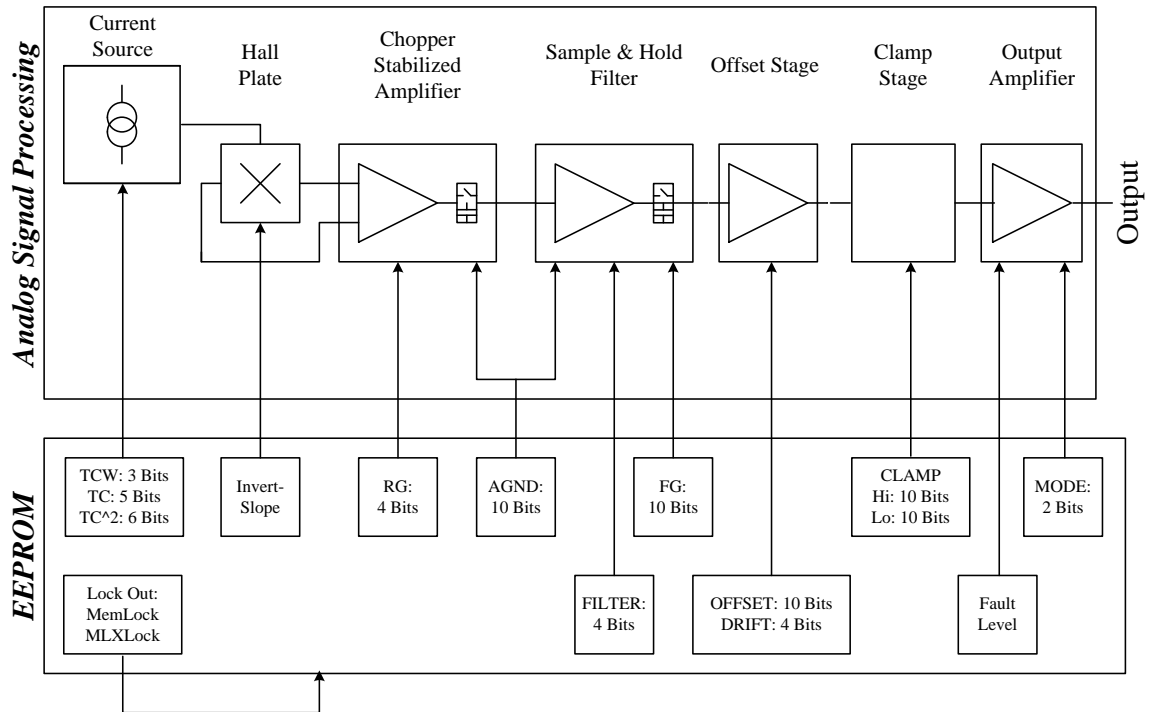 Analog Signal Processing
Current
Source
Hall
Plate
Chopper
Stabilized
Amplifier
Sample & Hold
Filter
Offset Stage
Clamp
Stage
Output
Amplifier
Output
EEPROM
TCW: 3 Bits
TC: 5 Bits
TC^2: 6 Bits
Invert-
Slope
RG:
4 Bits
AGND:
10 Bits
FG:
10 Bits
CLAMP
Hi: 10 Bits
Lo: 10 Bits
MODE:
2 Bits
Lock Out:
MemLock
MLXLock
FILTER:
4 Bits
OFFSET: 10 Bits
DRIFT: 4 Bits
Fault
Level